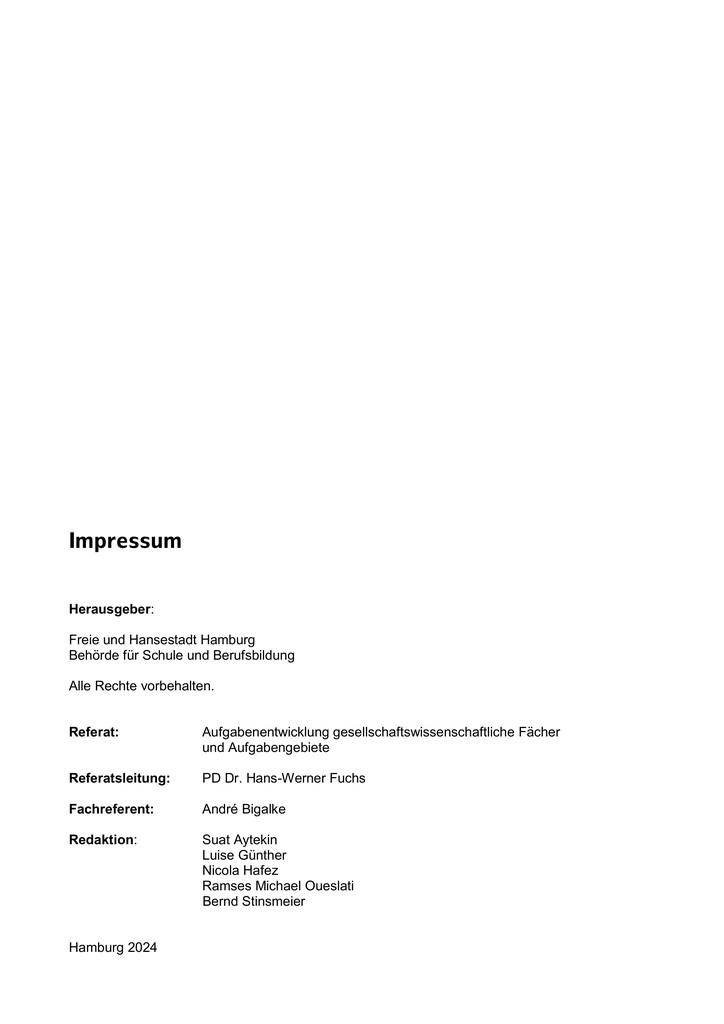 Impressum
Herausgeber:
Freie und Hansestadt Hamburg
Behörde für Schule und Berufsbildung
Alle Rechte vorbehalten.
Referat: Aufgabenentwicklung gesellschaftswissenschaftliche Fächer
und Aufgabengebiete
Referatsleitung: PD Dr. Hans-Werner Fuchs
Fachreferent: André Bigalke
Redaktion: Suat Aytekin
Luise Günther
Nicola Hafez
Ramses Michael Oueslati
Bernd Stinsmeier
Hamburg 2024